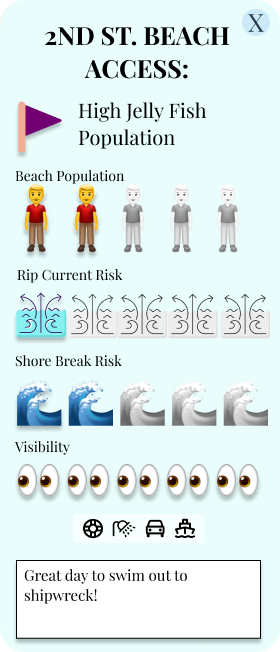 X
2ND ST. BEACH
ACCESS:
High Jelly Fish
Population
Beach Population
Rip Current Risk
Shore Break Risk
Visibility
Great day to swim out to
shipwreck!